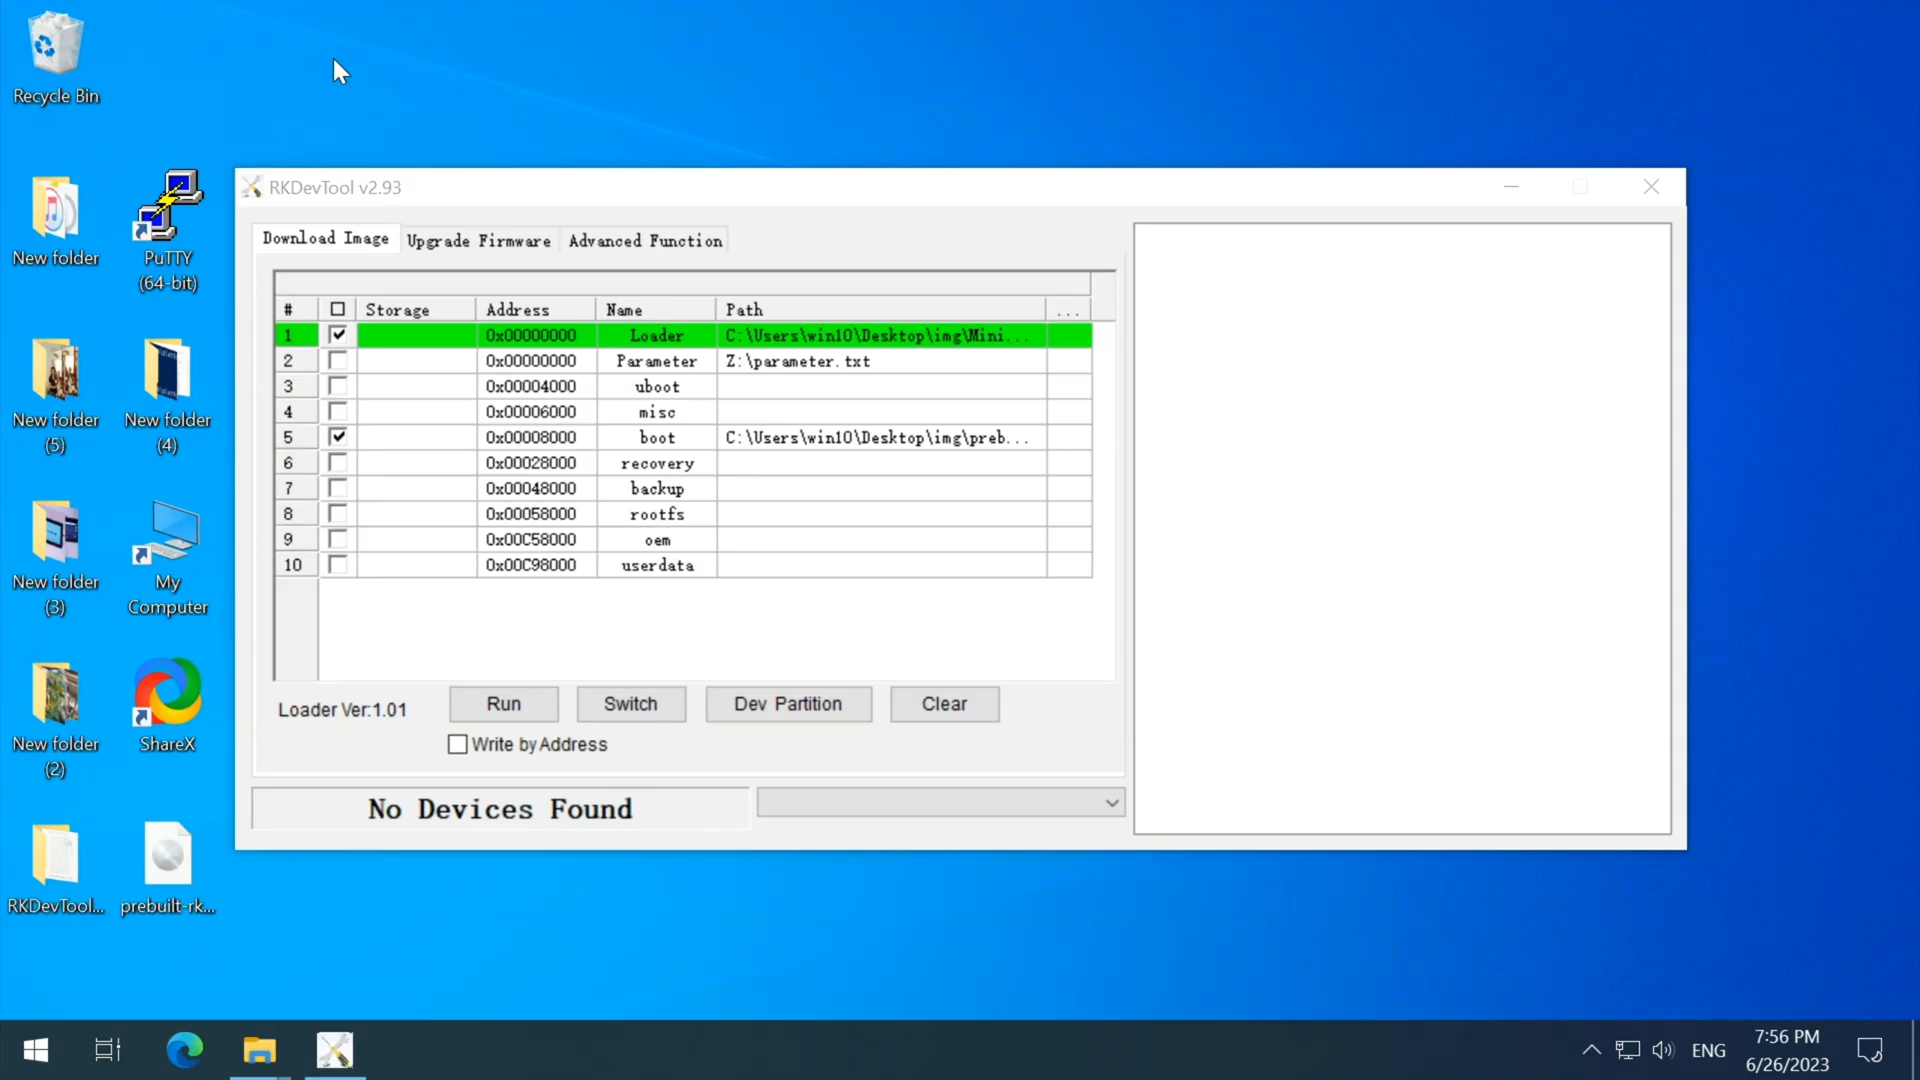 Recycle Bin
New folder
PuTTY
(64-bit)
New folder
(5)
New folder
(4)
New folder
(3)
My
Computer
New folder
(2)
ShareX
RKDevTool...
prebuilt-rk...
RKDevTool v2.93
Download Image Upgrade Firmware Advanced Function
# Storage Address Name Path ...
1 0x00000000 Loader C:\Users\win10\Desktop\img\Mini...
2 0x00000000 Parameter Z:\parameter.txt
3 0x00004000 uboot
4 0x00006000 misc
5 0x00008000 boot C:\Users\win10\Desktop\img\preb...
6 0x00028000 recovery
7 0x00048000 backup
8 0x00058000 rootfs
9 0x00C58000 oem
10 0x00C98000 userdata
Loader Ver:1.01 Run Switch Dev Partition Clear
Write by Address
No Devices Found
ENG
7:56 PM
6/26/2023